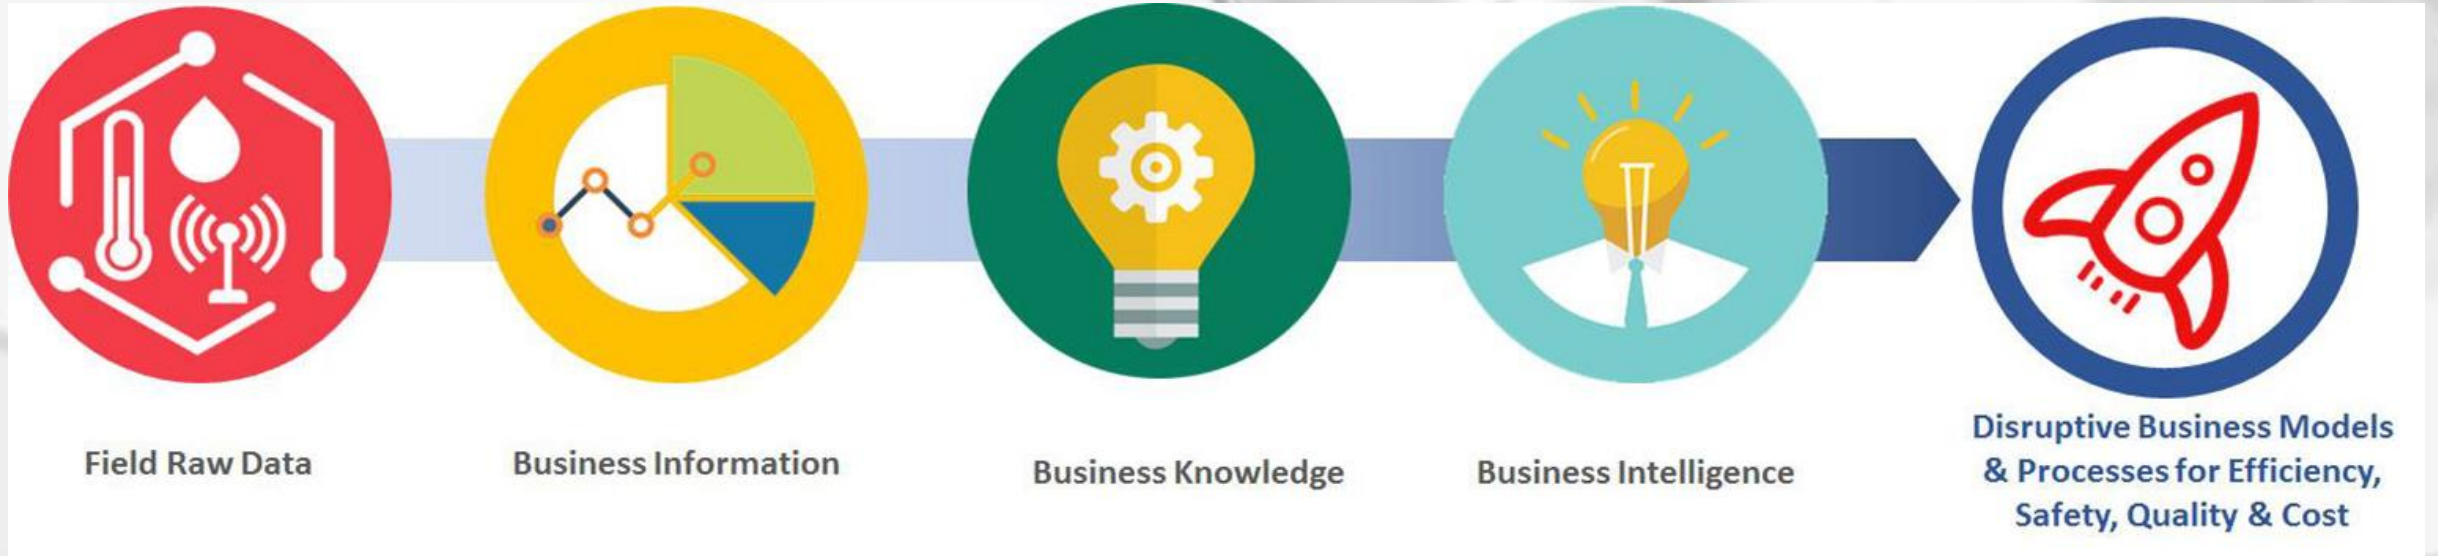 Field Raw Data
Business Information
Business Knowledge
Business Intelligence
Disruptive Business Models
& Processes for Efficiency,
Safety, Quality & Cost